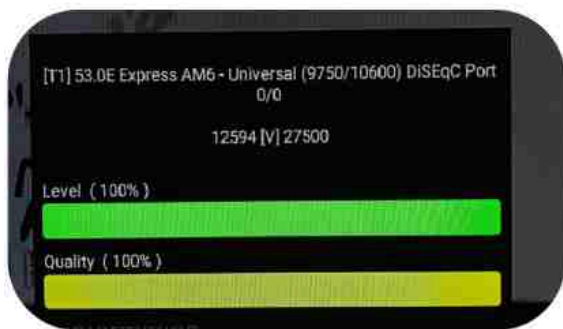 [T1] 53.0E Express AM6 - Universal (9750/10600) DiSEqC Port
0/0
12594 [V] 27500
Level ( 100% )
Quality ( 100% )